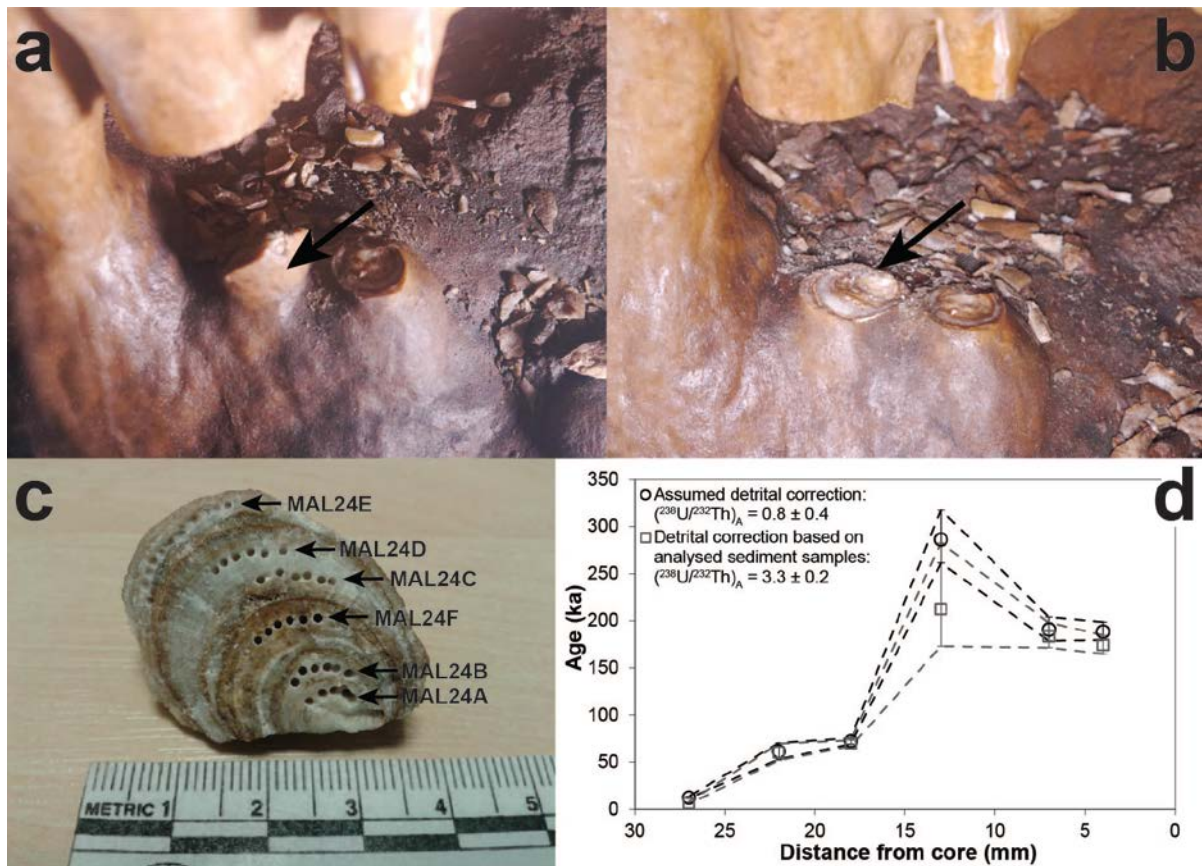 a
b
c
MAL24E
MAL24D
MAL24C
MAL24F
MAL24B
MAL24A
METRIC 1 2 3 4 5
d
Assumed detrital correction:
(²³⁸U/²³²Th)A = 0.8 ± 0.4
Detrital correction based on
analysed sediment samples:
(²³⁸U/²³²Th)A = 3.3 ± 0.2
Age (ka)
350
300
250
200
150
100
50
0
30 25 20 15 10 5 0
Distance from core (mm)